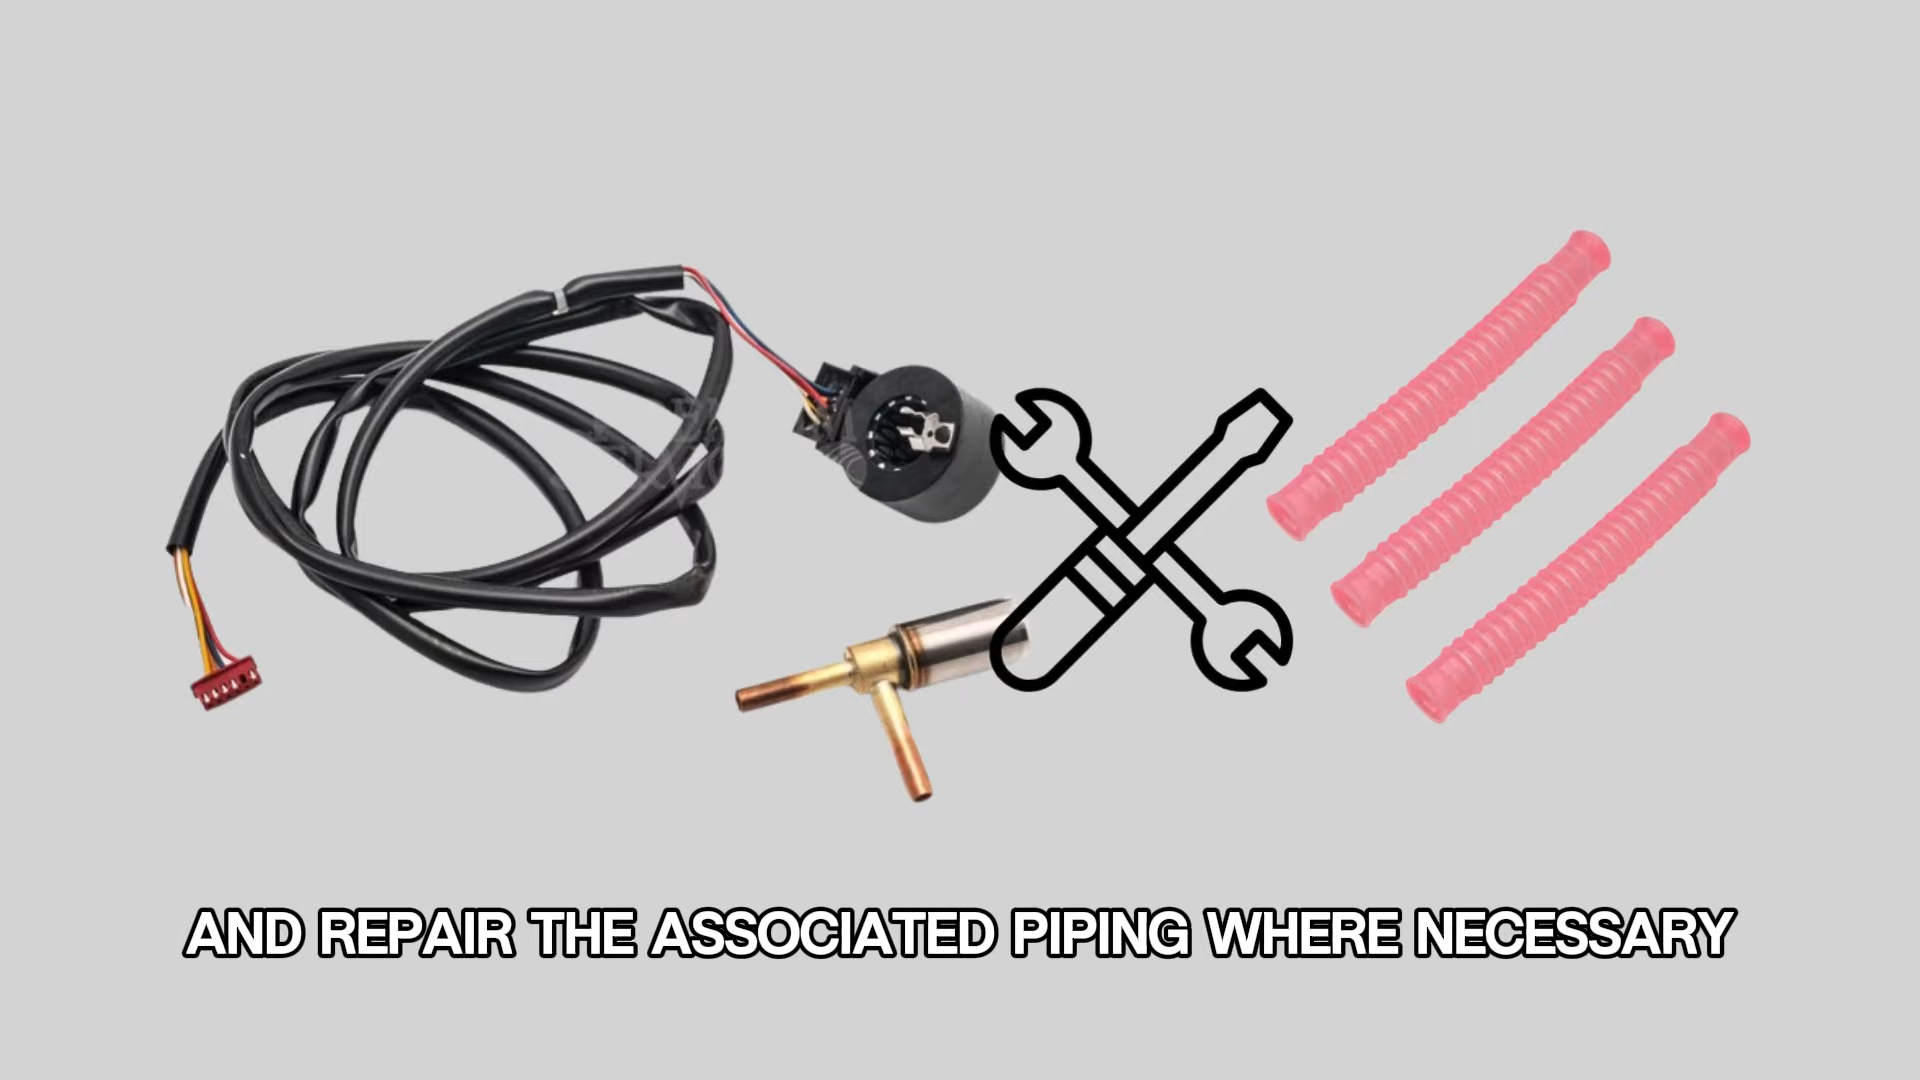 AND REPAIR THE ASSOCIATED PIPING WHERE NECESSARY